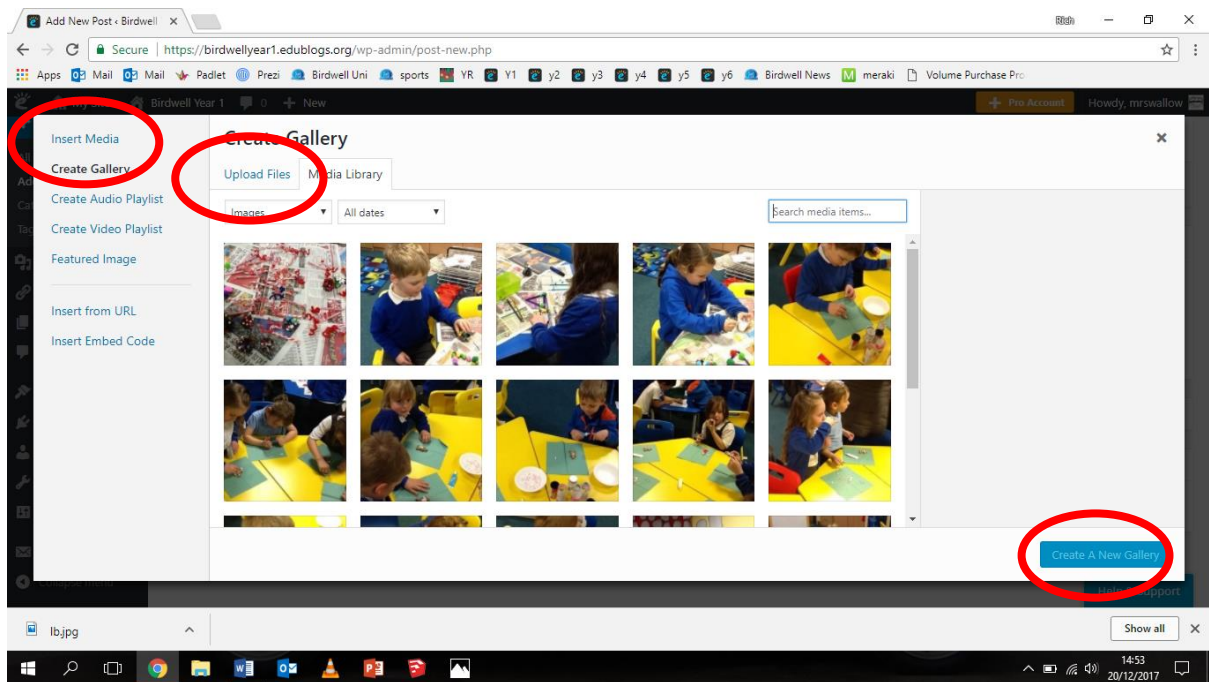 Add New Post ‹ Birdwell
Secure | https://birdwellyear1.edublogs.org/wp-admin/post-new.php
Apps Mail Mail Padlet Prezi Birdwell Uni sports YR Y1 y2 y3 y4 y5 y6 Birdwell News meraki Volume Purchase Pro
Birdwell Year 1 0 + New Pro Account Howdy, mrswallow
Insert Media
Create Gallery
Create Audio Playlist
Create Video Playlist
Featured Image
Insert from URL
Insert Embed Code
Create Gallery
Upload Files Media Library
Images All dates Search media items...
Create A New Gallery
Collapse menu
Show all
lb.jpg
14:53
20/12/2017